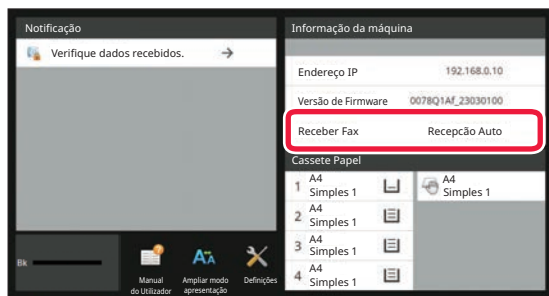 Notificação
Verifique dados recebidos.
Informação da máquina
Endereço IP 192.168.0.10
Versão de Firmware 0078Q1Af_23030100
Receber Fax Recepcão Auto
Cassete Papel
1 A4 Simples 1
A4 Simples 1
2 A4 Simples 1
3 A4 Simples 1
4 A4 Simples 1
Bk
Manual do Utilizador
Ampliar modo apresentação
Definições